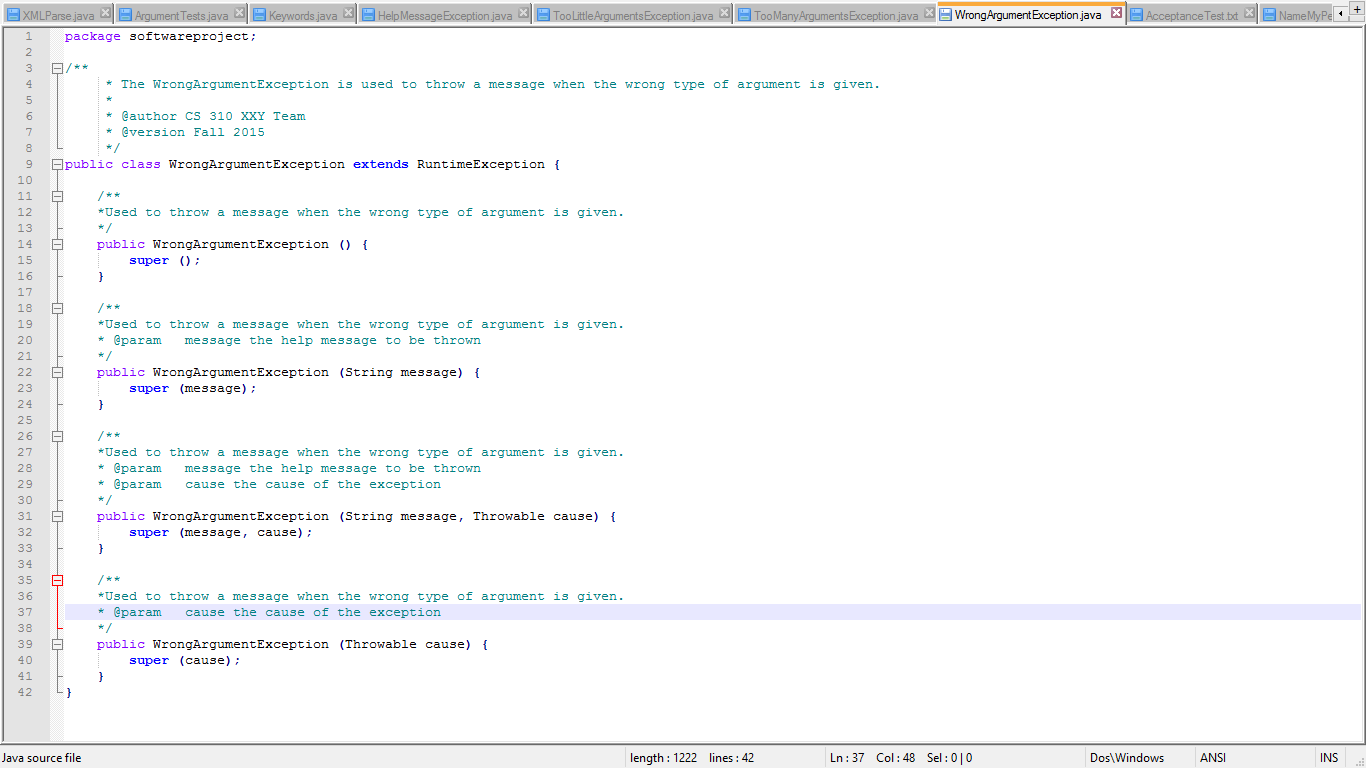 XMLParse.java ArgumentTests.java Keywords.java HelpMessageException.java TooLittleArgumentsException.java TooManyArgumentsException.java WrongArgumentException.java AcceptanceTest.txt NameMyPe
1 package softwareproject;
2
3 /**
4 * The WrongArgumentException is used to throw a message when the wrong type of argument is given.
5 *
6 * @author CS 310 XXY Team
7 * @version Fall 2015
8 */
9 public class WrongArgumentException extends RuntimeException {
10
11 /**
12 *Used to throw a message when the wrong type of argument is given.
13 */
14 public WrongArgumentException () {
15 super ();
16 }
17
18 /**
19 *Used to throw a message when the wrong type of argument is given.
20 * @param message the help message to be thrown
21 */
22 public WrongArgumentException (String message) {
23 super (message);
24 }
25
26 /**
27 *Used to throw a message when the wrong type of argument is given.
28 * @param message the help message to be thrown
29 * @param cause the cause of the exception
30 */
31 public WrongArgumentException (String message, Throwable cause) {
32 super (message, cause);
33 }
34
35 /**
36 *Used to throw a message when the wrong type of argument is given.
37 * @param cause the cause of the exception
38 */
39 public WrongArgumentException (Throwable cause) {
40 super (cause);
41 }
42 }
Java source file length : 1222 lines : 42 Ln : 37 Col : 48 Sel : 0 | 0 Dos\Windows ANSI INS